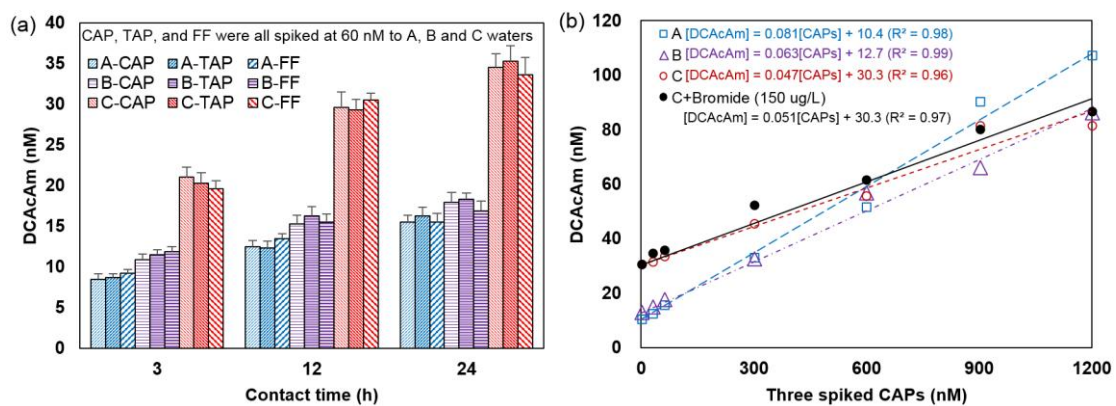 (a)
CAP, TAP, and FF were all spiked at 60 nM to A, B and C waters
A-CAP A-TAP A-FF
B-CAP B-TAP B-FF
C-CAP C-TAP C-FF
DCAcAm (nM)
40
35
30
25
20
15
10
5
0
3 12 24
Contact time (h)
(b)
A [DCAcAm] = 0.081[CAPs] + 10.4 (R² = 0.98)
B [DCAcAm] = 0.063[CAPs] + 12.7 (R² = 0.99)
C [DCAcAm] = 0.047[CAPs] + 30.3 (R² = 0.96)
C+Bromide (150 ug/L)
[DCAcAm] = 0.051[CAPs] + 30.3 (R² = 0.97)
DCAcAm (nM)
120
100
80
60
40
20
0
0 300 600 900 1200
Three spiked CAPs (nM)